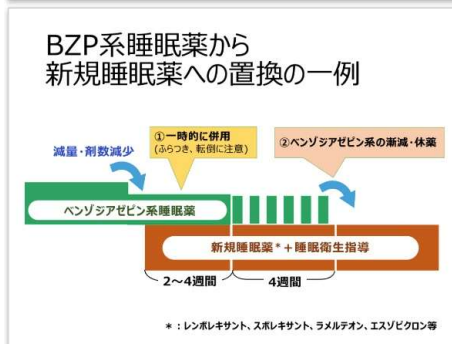 BZP系睡眠薬から
新規睡眠薬への置換の一例
①一時的に併用
(ふらつき、転倒に注意)
減量・剤数減少
②ベンゾジアゼピン系の漸減・休薬
ベンゾジアゼピン系睡眠薬
新規睡眠薬*＋睡眠衛生指導
2～4週間
4週間
*：レンボレキサント、スボレキサント、ラメルテオン、エスゾピクロン等